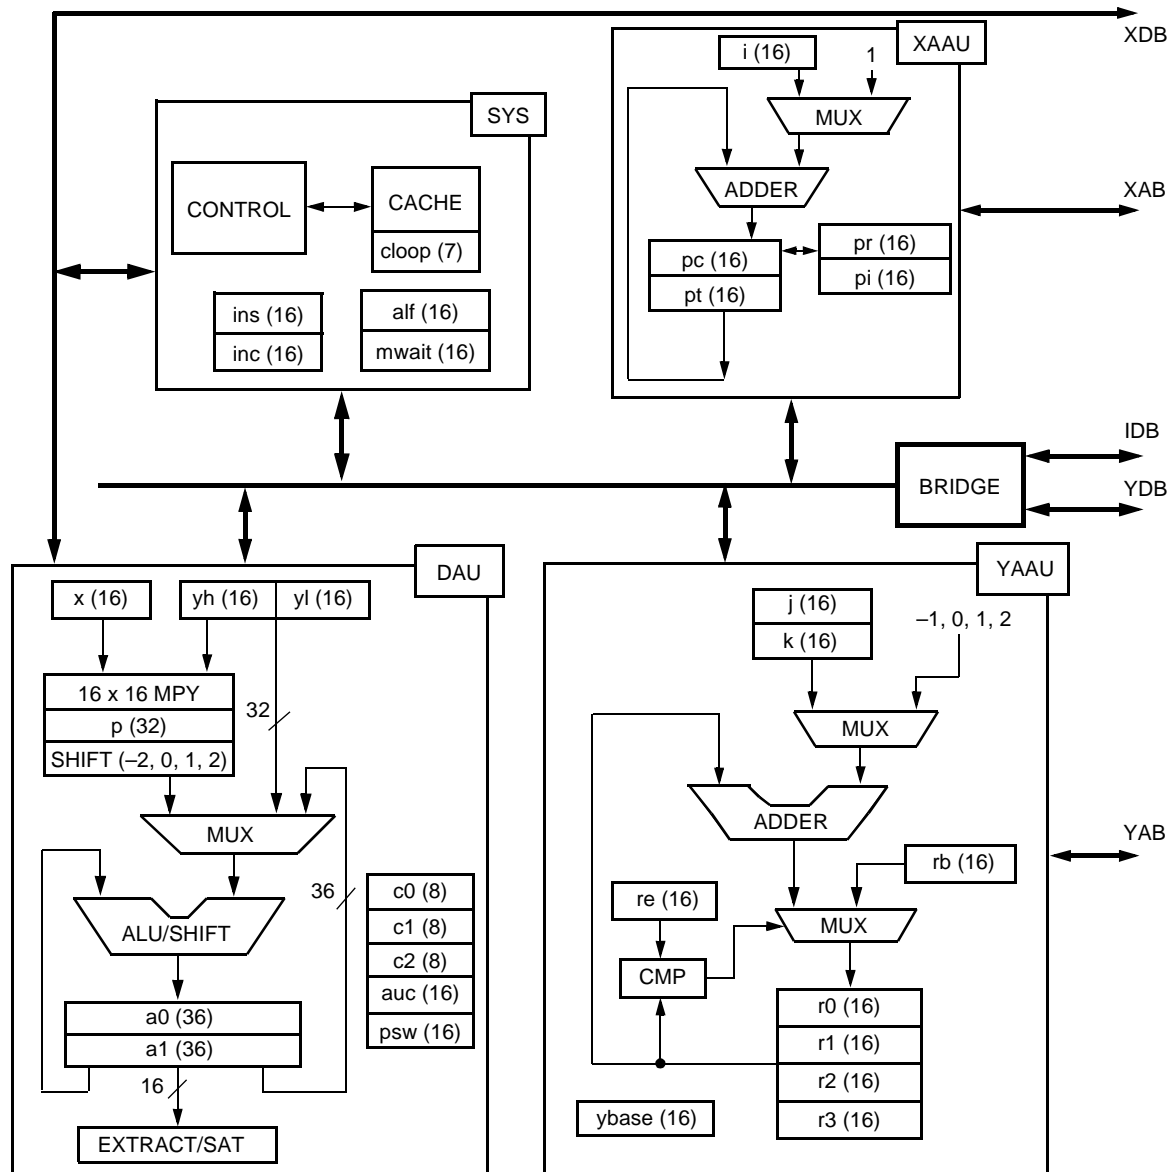 XDB
XAAU
i (16)
1
MUX
SYS
ADDER
XAB
CONTROL
CACHE
cloop (7)
pc (16)
pt (16)
pr (16)
pi (16)
ins (16)
inc (16)
alf (16)
mwait (16)
IDB
BRIDGE
YDB
DAU
x (16)
yh (16)
yl (16)
16 x 16 MPY
p (32)
SHIFT (–2, 0, 1, 2)
32
MUX
36
ALU/SHIFT
c0 (8)
c1 (8)
c2 (8)
auc (16)
psw (16)
a0 (36)
a1 (36)
16
EXTRACT/SAT
YAAU
j (16)
k (16)
–1, 0, 1, 2
MUX
ADDER
YAB
rb (16)
re (16)
MUX
CMP
r0 (16)
r1 (16)
r2 (16)
r3 (16)
ybase (16)